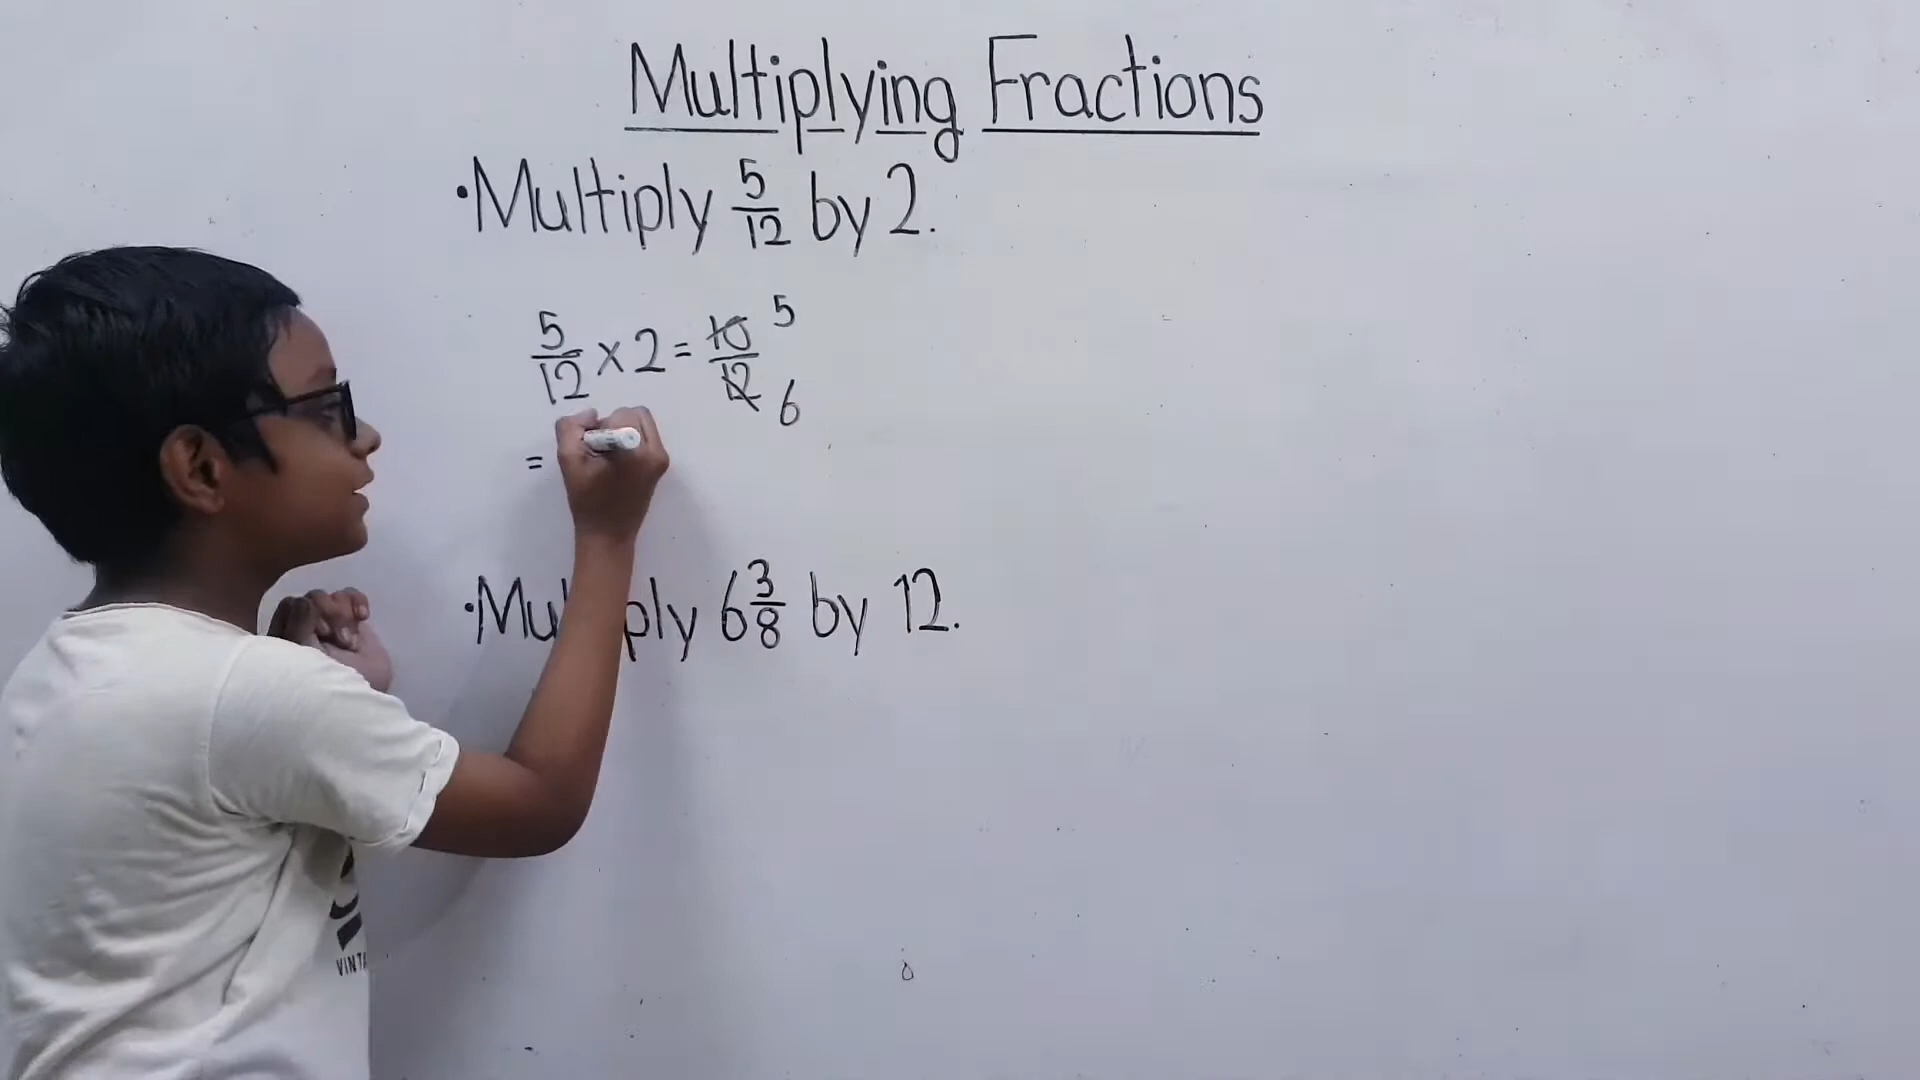 Multiplying Fractions
• Multiply 5/12 by 2.
5/12 × 2 = 10/12 5/6
=
• Mu ply 6 3/8 by 12.
VINTA